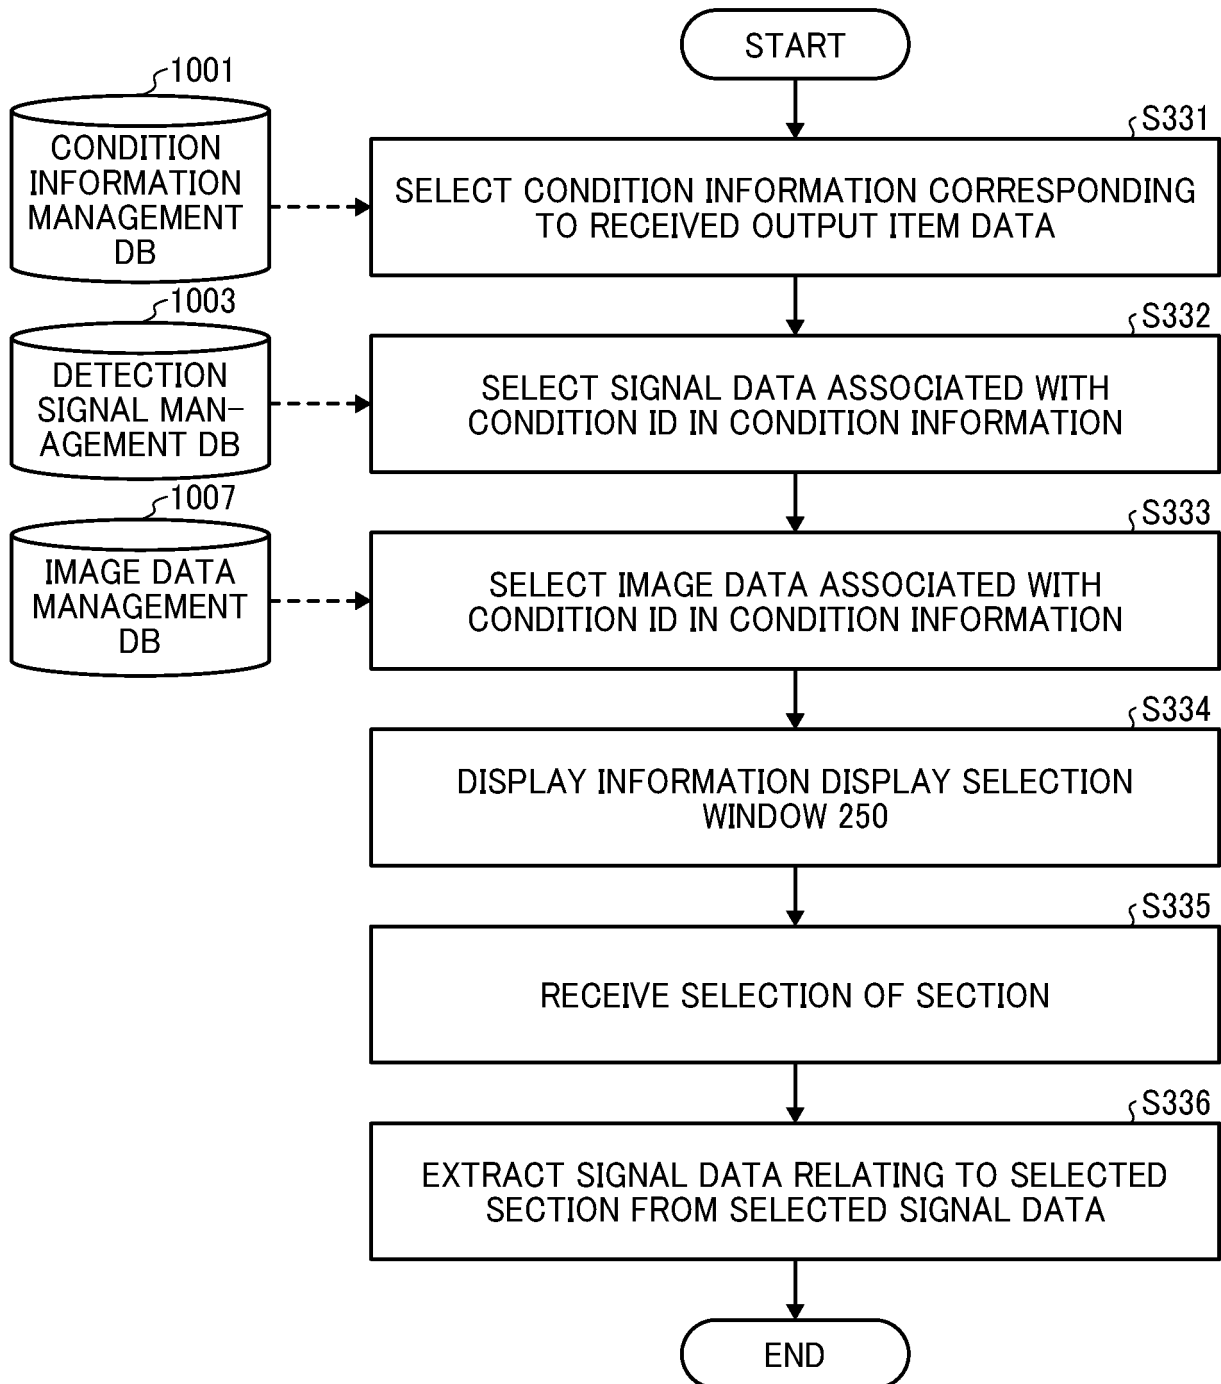 START
1001
CONDITION
INFORMATION
MANAGEMENT
DB
S331
SELECT CONDITION INFORMATION CORRESPONDING
TO RECEIVED OUTPUT ITEM DATA
1003
DETECTION
SIGNAL MAN-
AGEMENT DB
S332
SELECT SIGNAL DATA ASSOCIATED WITH
CONDITION ID IN CONDITION INFORMATION
1007
IMAGE DATA
MANAGEMENT
DB
S333
SELECT IMAGE DATA ASSOCIATED WITH
CONDITION ID IN CONDITION INFORMATION
S334
DISPLAY INFORMATION DISPLAY SELECTION
WINDOW 250
S335
RECEIVE SELECTION OF SECTION
S336
EXTRACT SIGNAL DATA RELATING TO SELECTED
SECTION FROM SELECTED SIGNAL DATA
END